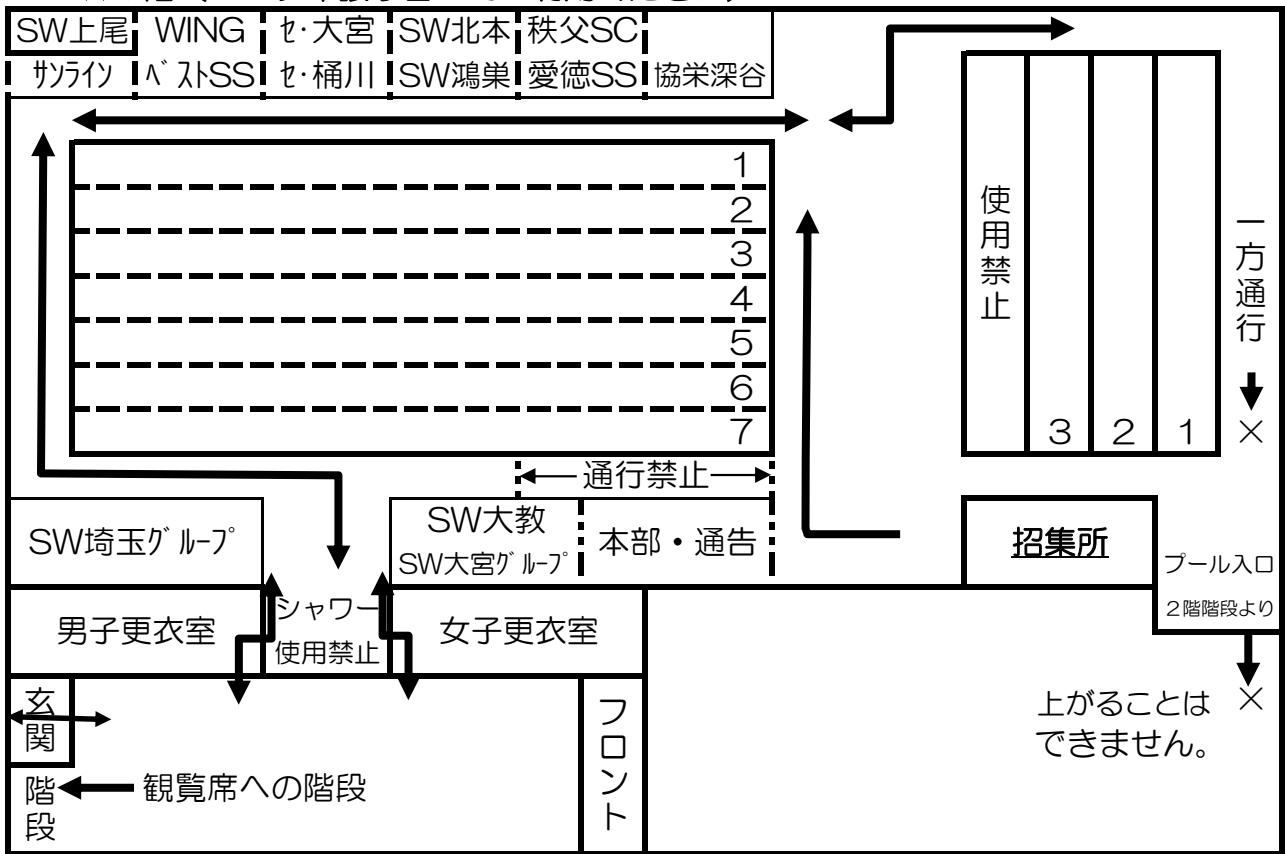 SW上尾 WING セ・大宮 SW北本 秩父SC
サンライン ベストSS セ・桶川 SW鴻巣 愛徳SS 協栄深谷
1
2
3
4
5
6
7
使用禁止
3 2 1
一方通行
×
通行禁止
SW埼玉グループ
SW大教
SW大宮グループ
本部・通告
招集所
プール入口
2階階段より
男子更衣室
シャワー
使用禁止
女子更衣室
玄関
フロント
上がることは
できません。
×
階段
観覧席への階段